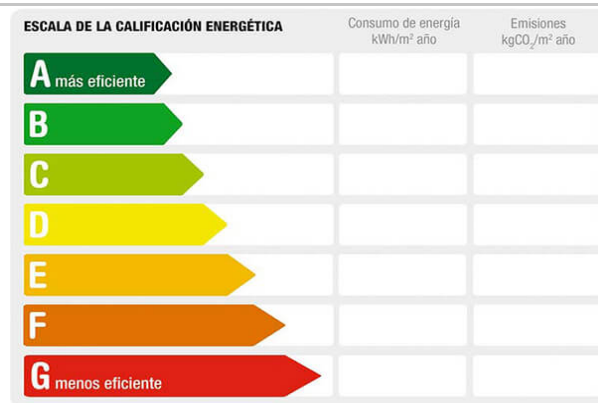 ESCALA DE LA CALIFICACIÓN ENERGÉTICA
Consumo de energía
kWh/m² año
Emisiones
kgCO₂/m² año
A más eficiente
B
C
D
E
F
G menos eficiente